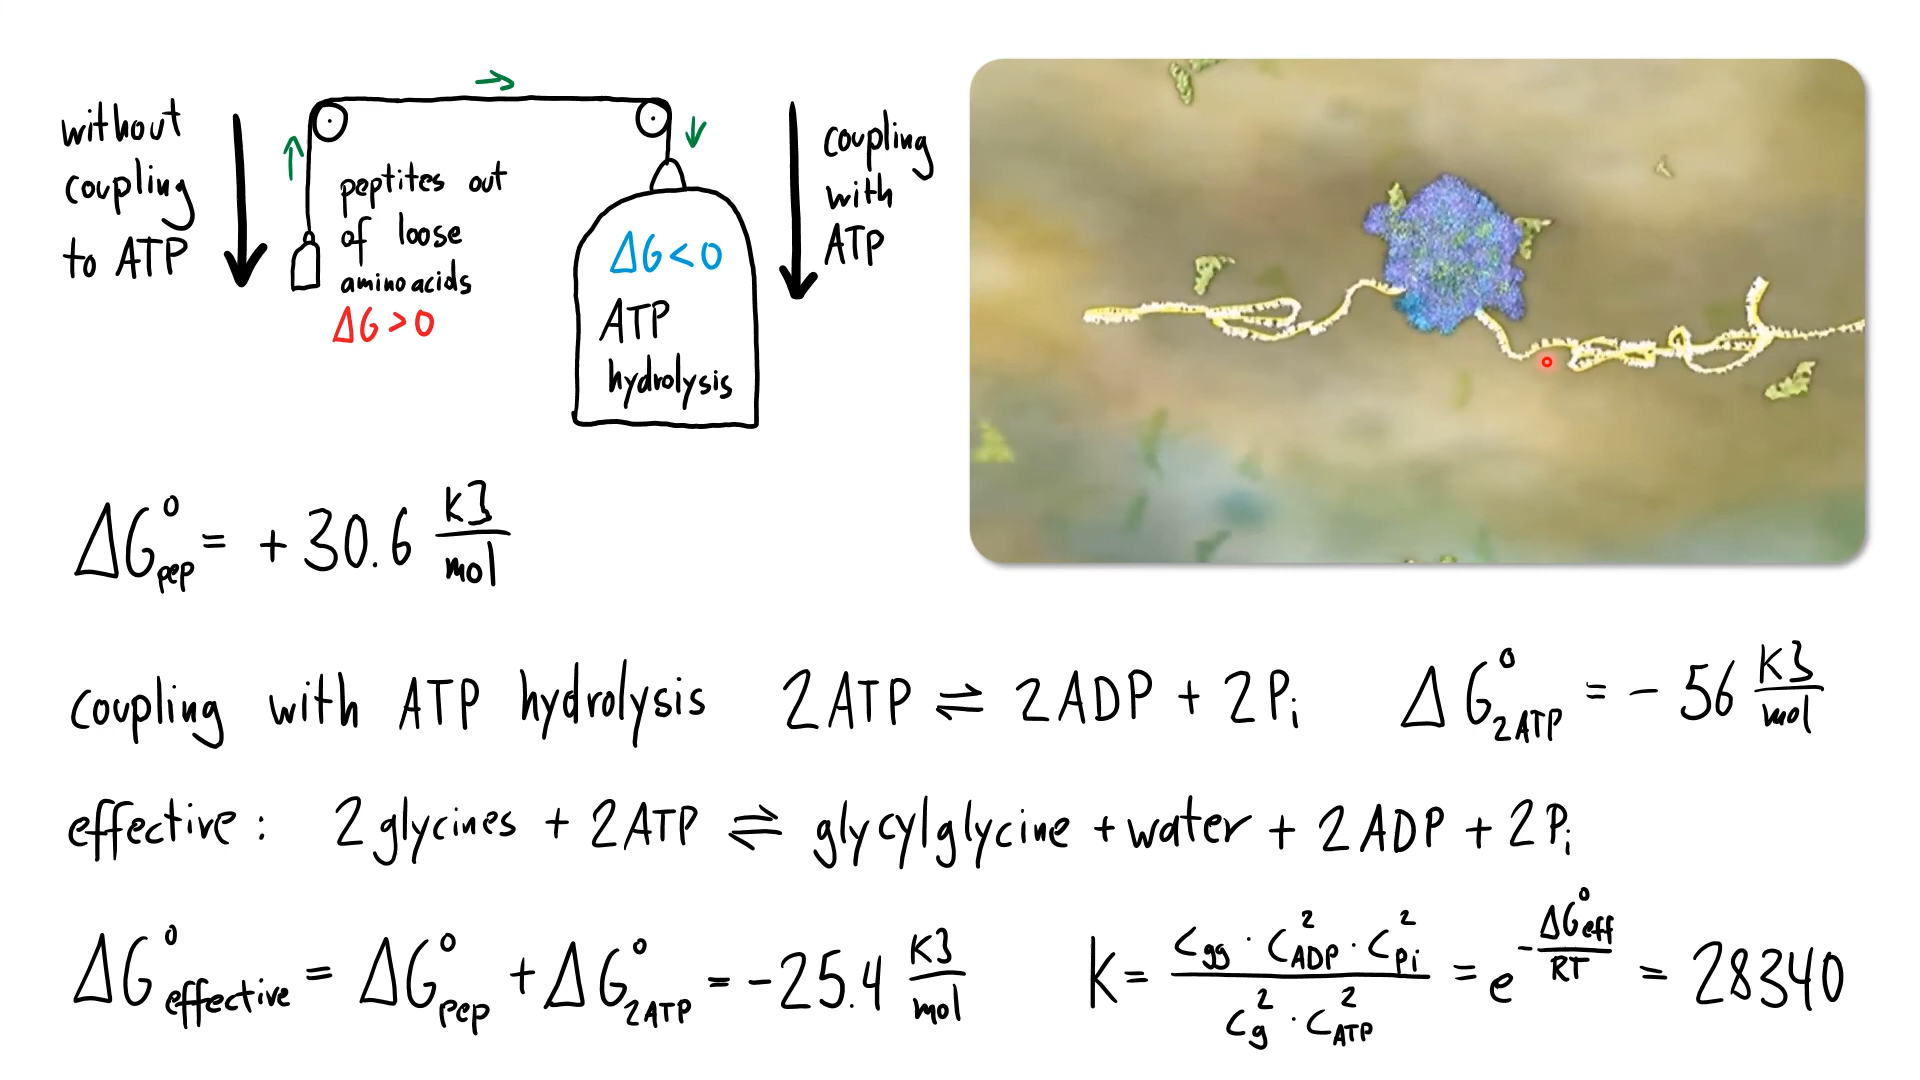 without
coupling
to ATP
peptites out
of loose
aminoacids
ΔG > 0
ΔG < 0
ATP
hydrolysis
coupling
with
ATP
ΔG°pep = + 30.6 kJ/mol
coupling with ATP hydrolysis 2ATP ⇌ 2ADP + 2Pi ΔG°2ATP = - 56 kJ/mol
effective: 2 glycines + 2ATP ⇌ glycylglycine + water + 2ADP + 2Pi
ΔG°effective = ΔG°pep + ΔG°2ATP = -25.4 kJ/mol
K = (Cgg · C²ADP · C²Pi) / (C²g · C²ATP) = e^(-ΔG°eff/RT) = 28340